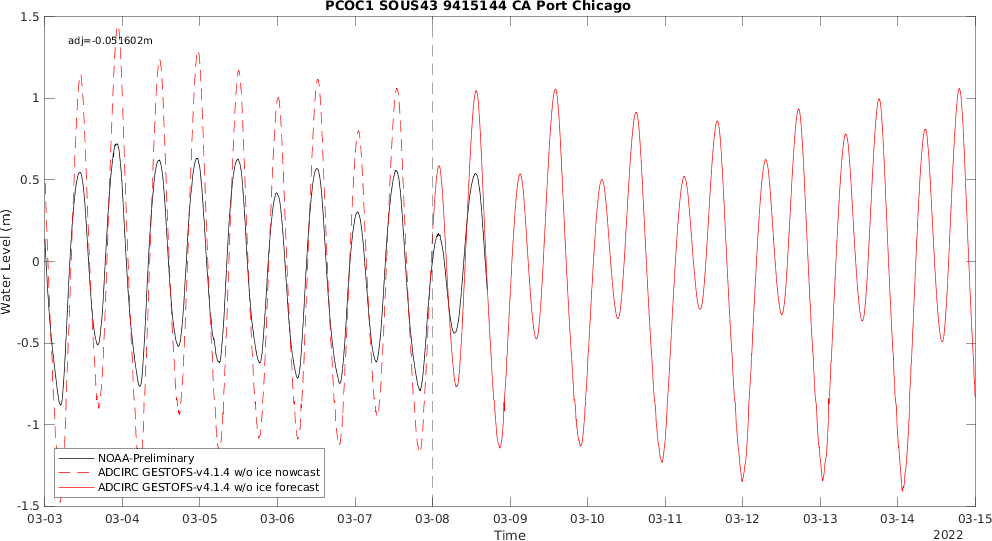 PCOC1 SOUS43 9415144 CA Port Chicago
adj=-0.051602m
1.5
1
0.5
0
-0.5
-1
-1.5
Water Level (m)
NOAA-Preliminary
ADCIRC GESTOFS-v4.1.4 w/o ice nowcast
ADCIRC GESTOFS-v4.1.4 w/o ice forecast
03-03 03-04 03-05 03-06 03-07 03-08 03-09 03-10 03-11 03-12 03-13 03-14 03-15
Time
2022